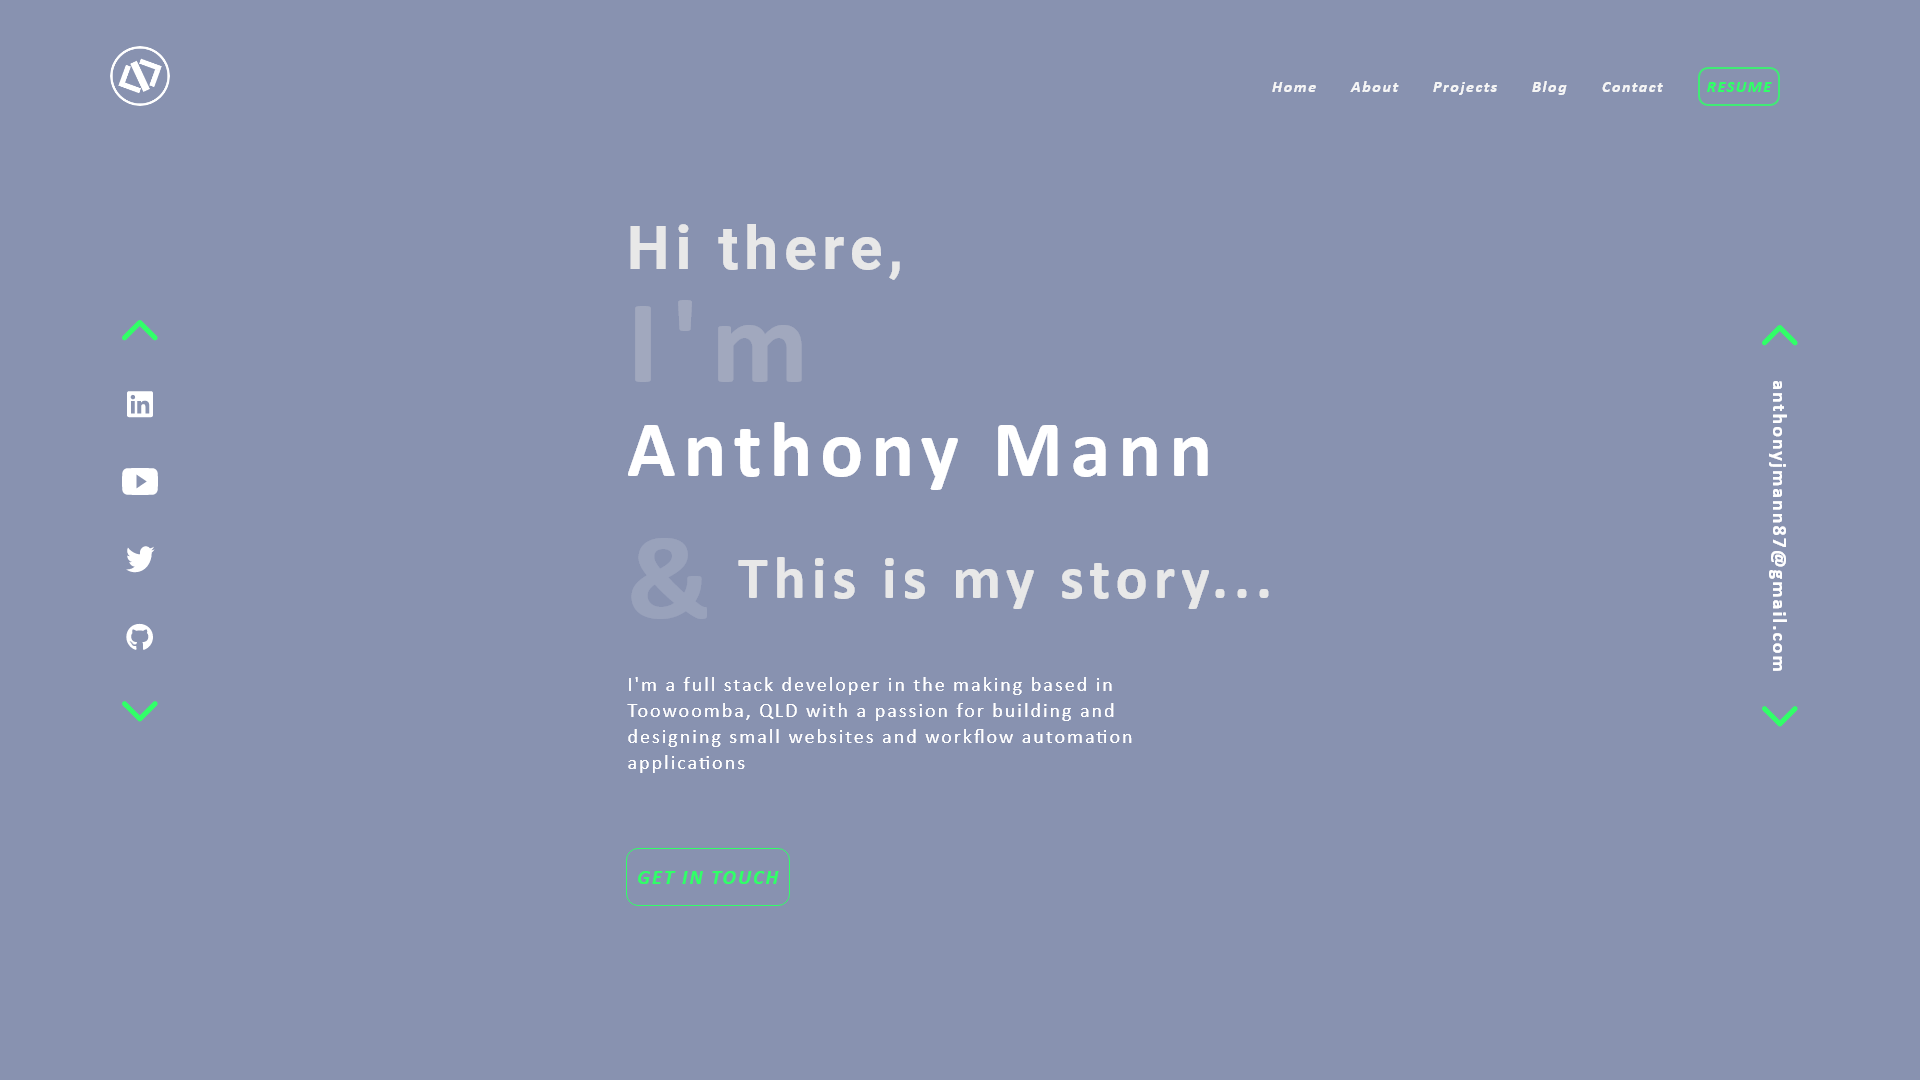 Home About Projects Blog Contact RESUME
Hi there,
I'm
Anthony Mann
& This is my story...
I'm a full stack developer in the making based in
Toowoomba, QLD with a passion for building and
designing small websites and workflow automation
applications
GET IN TOUCH
anthonyjmann87@gmail.com